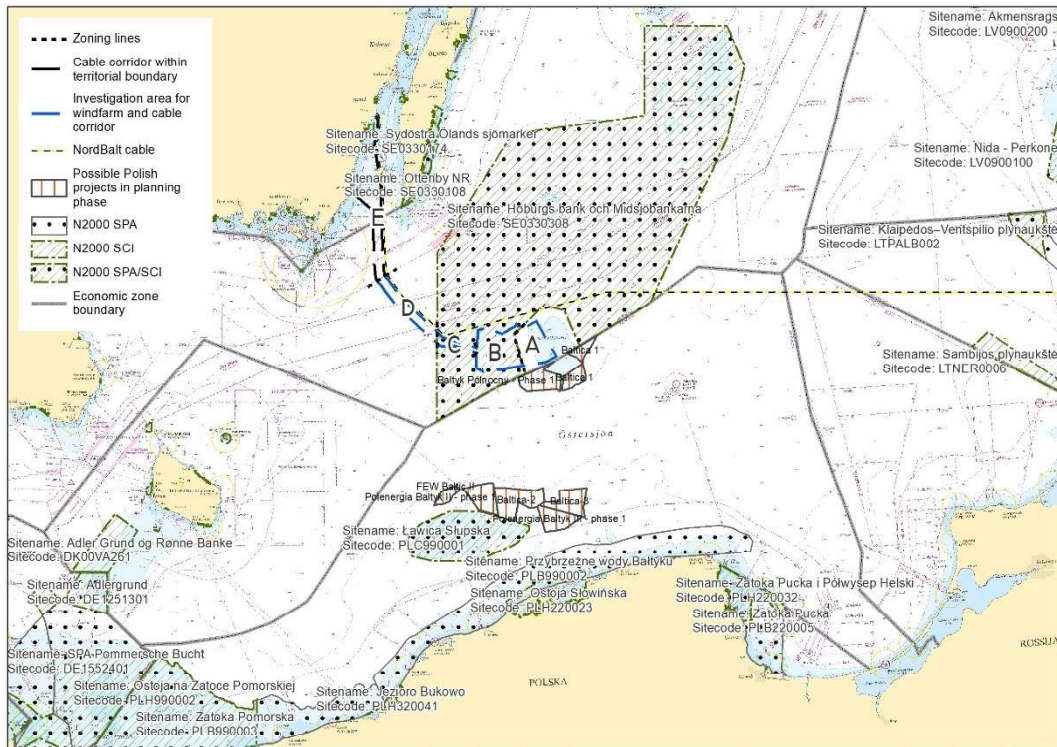 Zoning lines
Cable corridor within
territorial boundary
Investigation area for
windfarm and cable
corridor
NordBalt cable
Possible Polish
projects in planning
phase
N2000 SPA
N2000 SCI
N2000 SPA/SCI
Economic zone
boundary
Sitename: Akmensrags
Sitecode: LV0900200
Sitename: Sydöstra Ölands sjömarker
Sitecode: SE0330174
Sitename: Nida - Perkone
Sitecode: LV0900100
Sitename: Ottenby NR
Sitecode: SE0330108
E
Sitename: Hoburgs bank och Midsjöbankarna
Sitecode: SE0330308
Sitename: Klaipėdos–Ventspilio plynaukštė
Sitecode: LTPALB002
D
C
B
A
Baltica 1
Bałtyk Północny - Phase 1
Baltica 1
Sitename: Sambijos plynaukštė
Sitecode: LTNER0006
Östersjön
FEW Baltic II
Polenergia Bałtyk II - phase 1
Baltica-2
Baltica-3
Polenergia Bałtyk III - phase 1
Sitename: Ławica Słupska
Sitecode: PLC990001
Sitename: Adler Grund og Rønne Banke
Sitecode: DK00VA261
Sitename: Przybrzeżne wody Bałtyku
Sitecode: PLB990002
Sitename: Adlergrund
Sitecode: DE1251301
Sitename: Ostoja Słowińska
Sitecode: PLH220023
Sitename: Zatoka Pucka i Półwysep Helski
Sitecode: PLH220032
Sitename: Zatoka Pucka
Sitecode: PLB220005
ROSSIJA
Sitename: SPA Pommersche Bucht
Sitecode: DE1552401
Sitename: Ostoja na Zatoce Pomorskiej
Sitecode: PLH990002
Sitename: Jezioro Bukowo
Sitecode: PLH320041
POLSKA
Sitename: Zatoka Pomorska
Sitecode: PLB990003